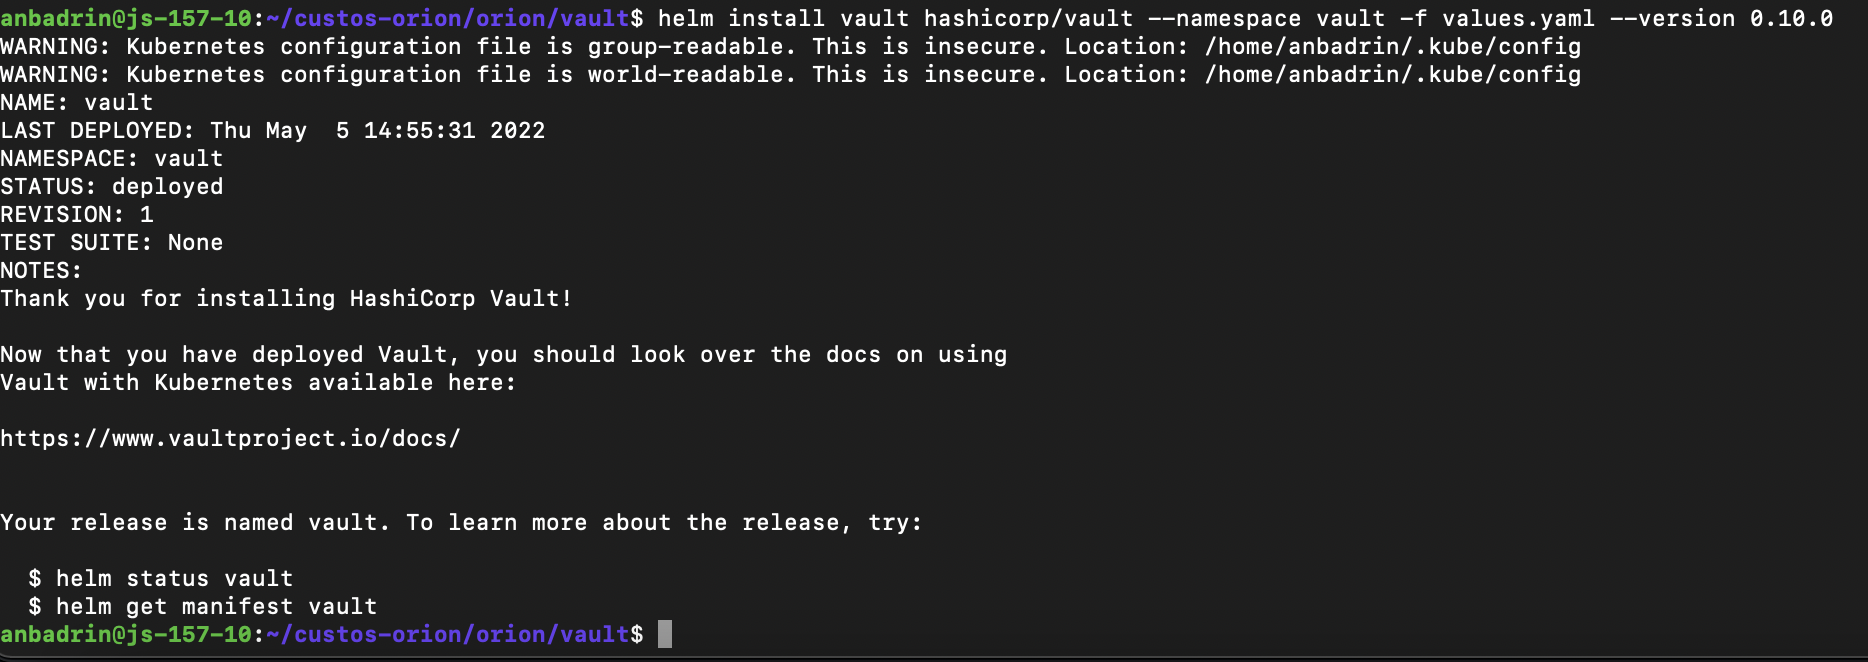 anbadrin@js-157-10:~/custos-orion/orion/vault$ helm install vault hashicorp/vault --namespace vault -f values.yaml --version 0.10.0
WARNING: Kubernetes configuration file is group-readable. This is insecure. Location: /home/anbadrin/.kube/config
WARNING: Kubernetes configuration file is world-readable. This is insecure. Location: /home/anbadrin/.kube/config
NAME: vault
LAST DEPLOYED: Thu May  5 14:55:31 2022
NAMESPACE: vault
STATUS: deployed
REVISION: 1
TEST SUITE: None
NOTES:
Thank you for installing HashiCorp Vault!
Now that you have deployed Vault, you should look over the docs on using
Vault with Kubernetes available here:
https://www.vaultproject.io/docs/
Your release is named vault. To learn more about the release, try:
  $ helm status vault
  $ helm get manifest vault
anbadrin@js-157-10:~/custos-orion/orion/vault$